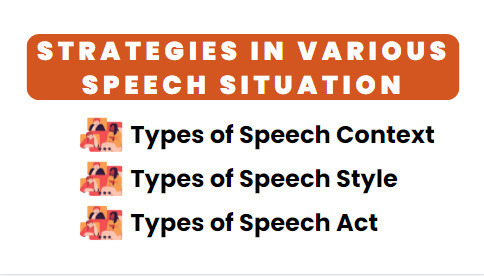 STRATEGIES IN VARIOUS
SPEECH SITUATION
Types of Speech Context
Types of Speech Style
Types of Speech Act